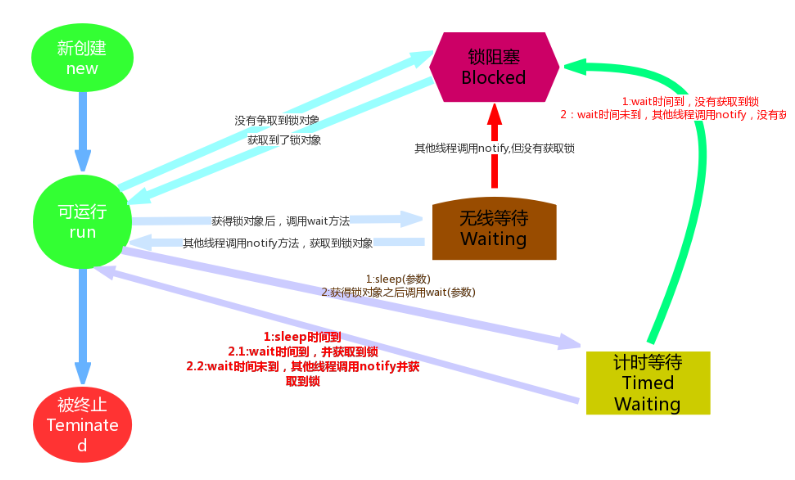 新创建
new
锁阻塞
Blocked
1:wait时间到，没有获取到锁
2：wait时间未到，其他线程调用notify，没有获
没有争取到锁对象
获取到了锁对象
其他线程调用notify,但没有获取锁
可运行
run
获得锁对象后，调用wait方法
其他线程调用notify方法，获取到锁对象
无线等待
Waiting
1:sleep(参数)
2:获得锁对象之后调用wait(参数)
1:sleep时间到
2.1:wait时间到，并获取到锁
2.2:wait时间未到，其他线程调用notify并获
取到锁
计时等待
Timed
Waiting
被终止
Teminate
d